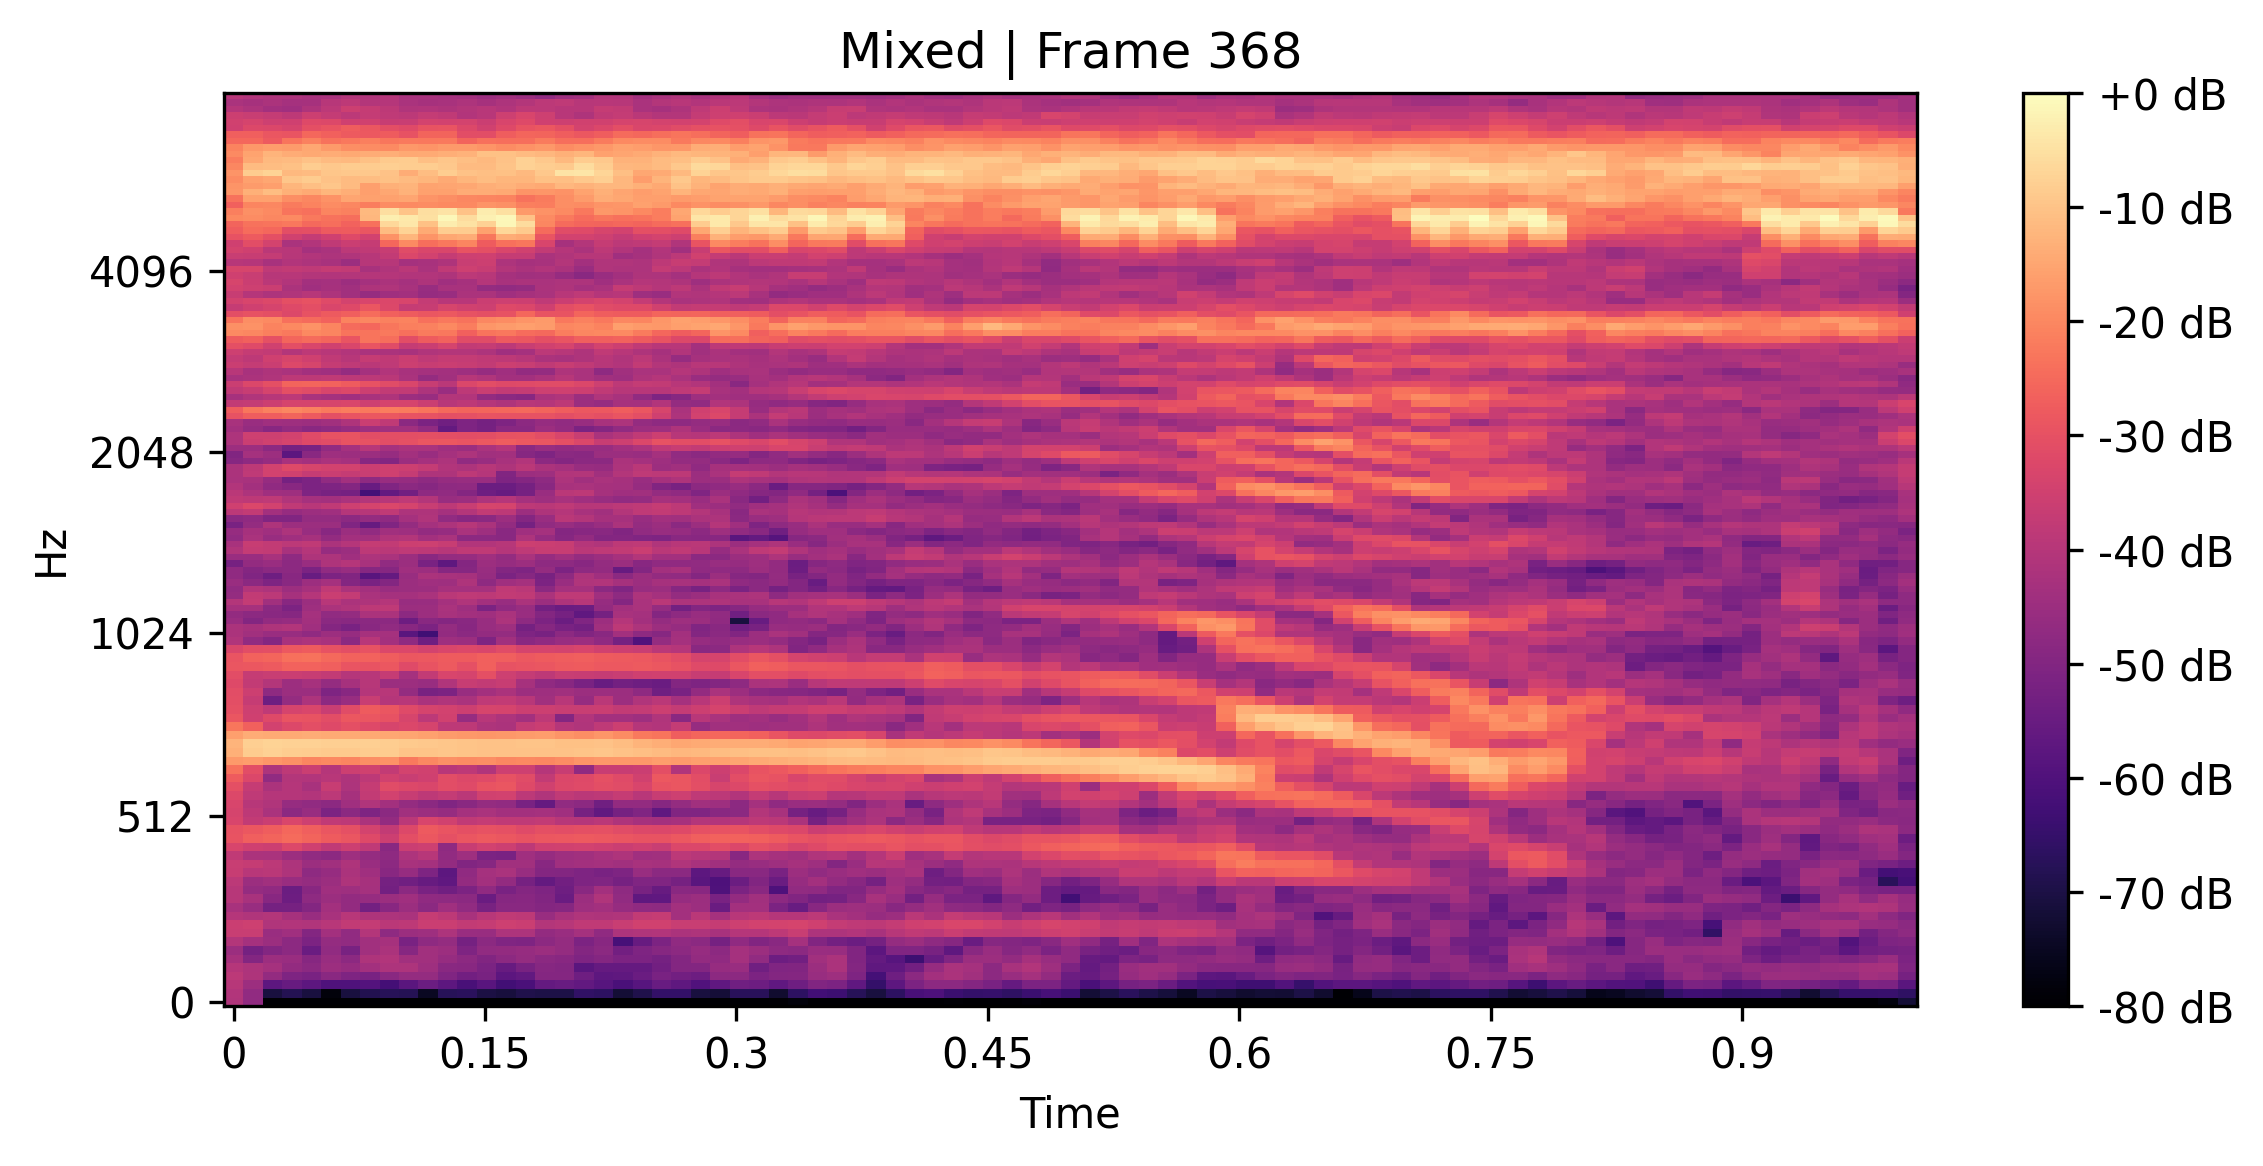 Mixed | Frame 368
+0 dB
-10 dB
-20 dB
-30 dB
-40 dB
-50 dB
-60 dB
-70 dB
-80 dB
4096
2048
1024
512
0
Hz
0 0.15 0.3 0.45 0.6 0.75 0.9
Time